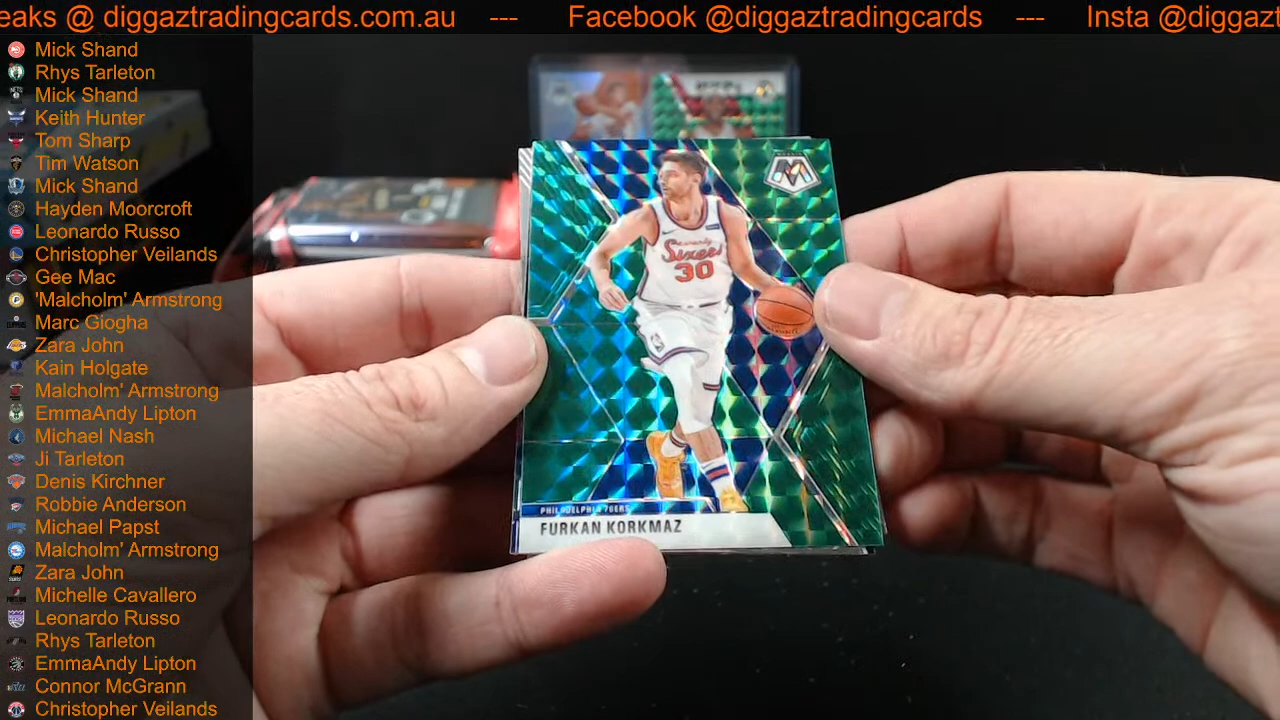 eaks @ diggaztradingcards.com.au --- Facebook @diggaztradingcards --- Insta @diggazt
Mick Shand
Rhys Tarleton
Mick Shand
Keith Hunter
Tom Sharp
Tim Watson
Mick Shand
Hayden Moorcroft
Leonardo Russo
Christopher Veilands
Gee Mac
'Malcholm' Armstrong
Marc Giogha
Zara John
Kain Holgate
Malcholm' Armstrong
EmmaAndy Lipton
Michael Nash
Ji Tarleton
Denis Kirchner
Robbie Anderson
Michael Papst
Malcholm' Armstrong
Zara John
Michelle Cavallero
Leonardo Russo
Rhys Tarleton
EmmaAndy Lipton
Connor McGrann
Christopher Veilands
MOSAIC
M
Sixers
30
PHILADELPHIA 76ERS
FURKAN KORKMAZ